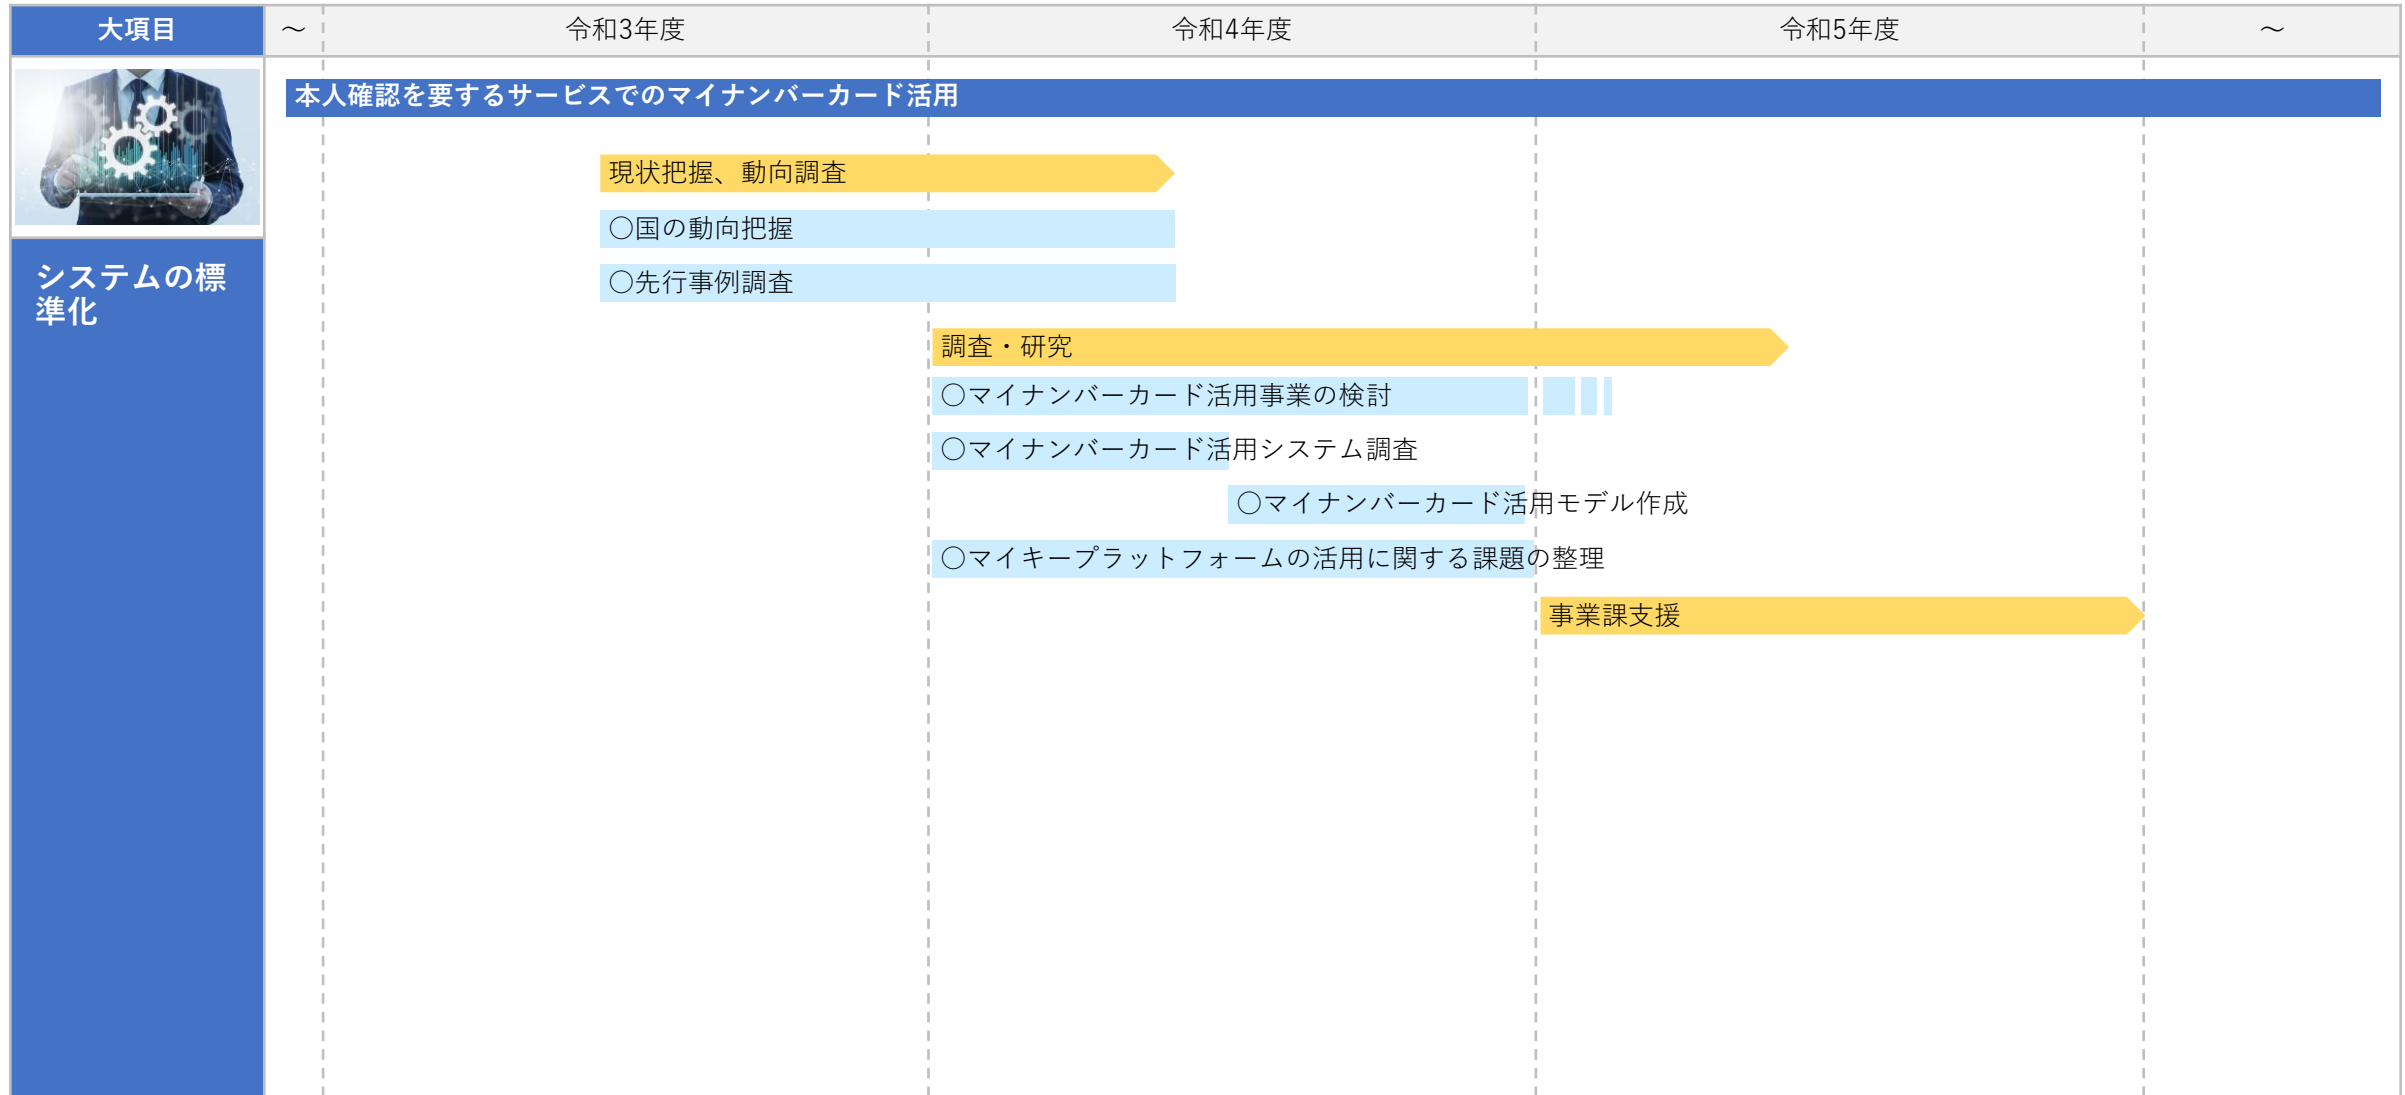 大項目
～
令和3年度
令和4年度
令和5年度
～
本人確認を要するサービスでのマイナンバーカード活用
現状把握、動向調査
〇国の動向把握
〇先行事例調査
システムの標
準化
調査・研究
〇マイナンバーカード活用事業の検討
〇マイナンバーカード活用システム調査
〇マイナンバーカード活用モデル作成
〇マイキープラットフォームの活用に関する課題の整理
事業課支援